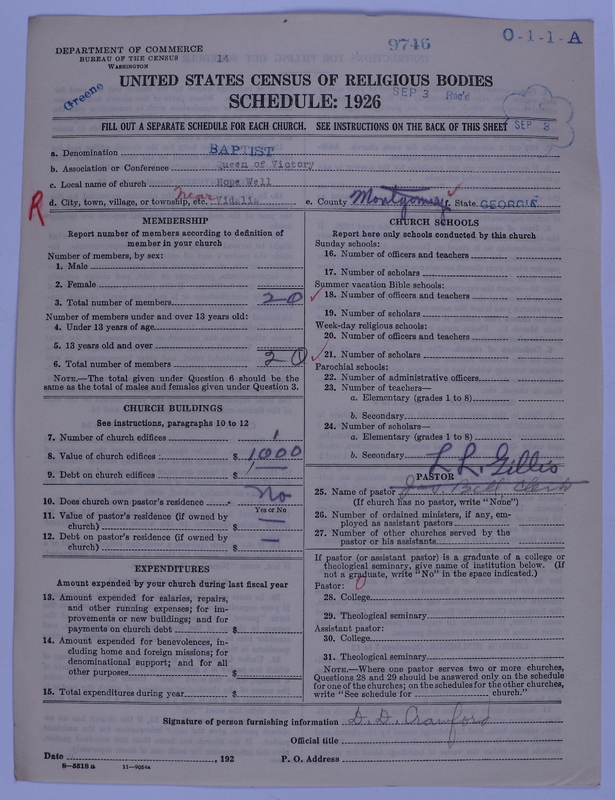 9746
O-1-1-A
DEPARTMENT OF COMMERCE
BUREAU OF THE CENSUS
WASHINGTON
14
Greene
UNITED STATES CENSUS OF RELIGIOUS BODIES
SCHEDULE: 1926
SEP 3 Rec'd
FILL OUT A SEPARATE SCHEDULE FOR EACH CHURCH. SEE INSTRUCTIONS ON THE BACK OF THIS SHEET
SEP 3
a. Denomination BAPTIST
b. Association or Conference Queen of Victory
c. Local name of church Hope Well
R
d. City, town, village, or township, etc. Near Vidalia e. County Montgomery f. State GEORGIA
MEMBERSHIP
Report number of members according to definition of
member in your church
Number of members, by sex:
1. Male
2. Female
3. Total number of members 20
Number of members under and over 13 years old:
4. Under 13 years of age
5. 13 years old and over
6. Total number of members 20
NOTE.—The total given under Question 6 should be the
same as the total of males and females given under Question 3.
CHURCH BUILDINGS
See instructions, paragraphs 10 to 12
7. Number of church edifices 1
8. Value of church edifices $ 1000
9. Debt on church edifices $ —
10. Does church own pastor's residence No
Yes or No
11. Value of pastor's residence (if owned by
church) $ —
12. Debt on pastor's residence (if owned by
church) $ —
EXPENDITURES
Amount expended by your church during last fiscal year
13. Amount expended for salaries, repairs,
and other running expenses; for im-
provements or new buildings; and for
payments on church debt $
14. Amount expended for benevolences, in-
cluding home and foreign missions; for
denominational support; and for all
other purposes $
15. Total expenditures during year $
CHURCH SCHOOLS
Report here only schools conducted by this church
Sunday schools:
16. Number of officers and teachers
17. Number of scholars
Summer vacation Bible schools:
18. Number of officers and teachers
19. Number of scholars
Week-day religious schools:
20. Number of officers and teachers
21. Number of scholars
Parochial schools:
22. Number of administrative officers
23. Number of teachers—
a. Elementary (grades 1 to 8)
b. Secondary
24. Number of scholars—
a. Elementary (grades 1 to 8)
b. Secondary
L. L. Gillis
PASTOR
25. Name of pastor
(If church has no pastor, write "None")
26. Number of ordained ministers, if any, em-
ployed as assistant pastors
27. Number of other churches served by the
pastor or his assistants
If pastor (or assistant pastor) is a graduate of a college or
theological seminary, give name of institution below. (If
not a graduate, write "No" in the space indicated.)
Pastor: 0
28. College
29. Theological seminary
Assistant pastor:
30. College
31. Theological seminary
NOTE.—Where one pastor serves two or more churches,
Questions 28 and 29 should be answered only on the schedule
for one of the churches; on the schedules for the other churches,
write "See schedule for church."
Signature of person furnishing information D. D. Crawford
Official title
Date , 192 P. O. Address
8—5518 a 11—9054a